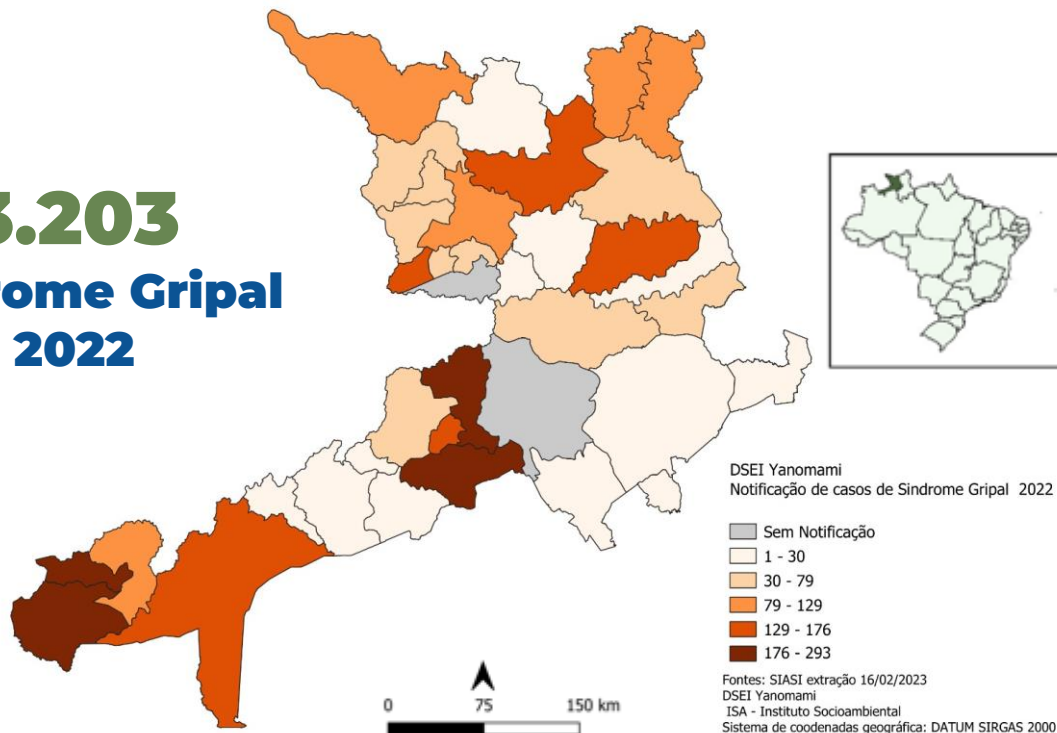 .203
ome Gripal
2022
DSEI Yanomami
Notificação de casos de Sindrome Gripal 2022
Sem Notificação
1 - 30
30 - 79
79 - 129
129 - 176
176 - 293
0 75 150 km
Fontes: SIASI extração 16/02/2023
DSEI Yanomami
ISA - Instituto Socioambiental
Sistema de coodenadas geográfica: DATUM SIRGAS 2000